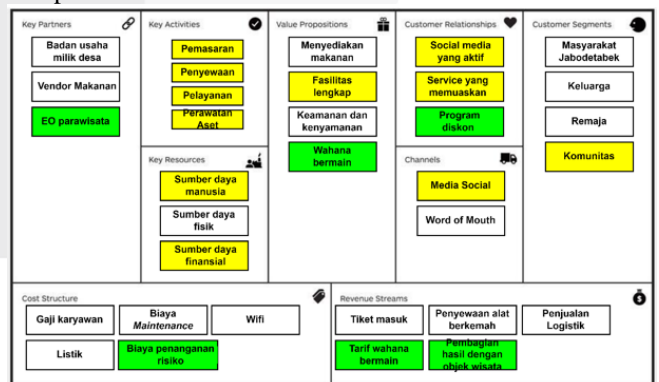 Key Partners
Badan usaha
milik desa
Vendor Makanan
EO parawisata
Key Activities
Pemasaran
Penyewaan
Pelayanan
Perawatan
Aset
Key Resources
Sumber daya
manusia
Sumber daya
fisik
Sumber daya
finansial
Value Propositions
Menyediakan
makanan
Fasilitas
lengkap
Keamanan dan
kenyamanan
Wahana
bermain
Customer Relationships
Social media
yang aktif
Service yang
memuaskan
Program
diskon
Channels
Media Social
Word of Mouth
Customer Segments
Masyarakat
Jabodetabek
Keluarga
Remaja
Komunitas
Cost Structure
Gaji karyawan
Biaya
Maintenance
Wifi
Listik
Biaya penanganan
risiko
Revenue Streams
Tiket masuk
Penyewaan alat
berkemah
Penjualan
Logistik
Tarif wahana
bermain
Pembagian
hasil dengan
objek wisata